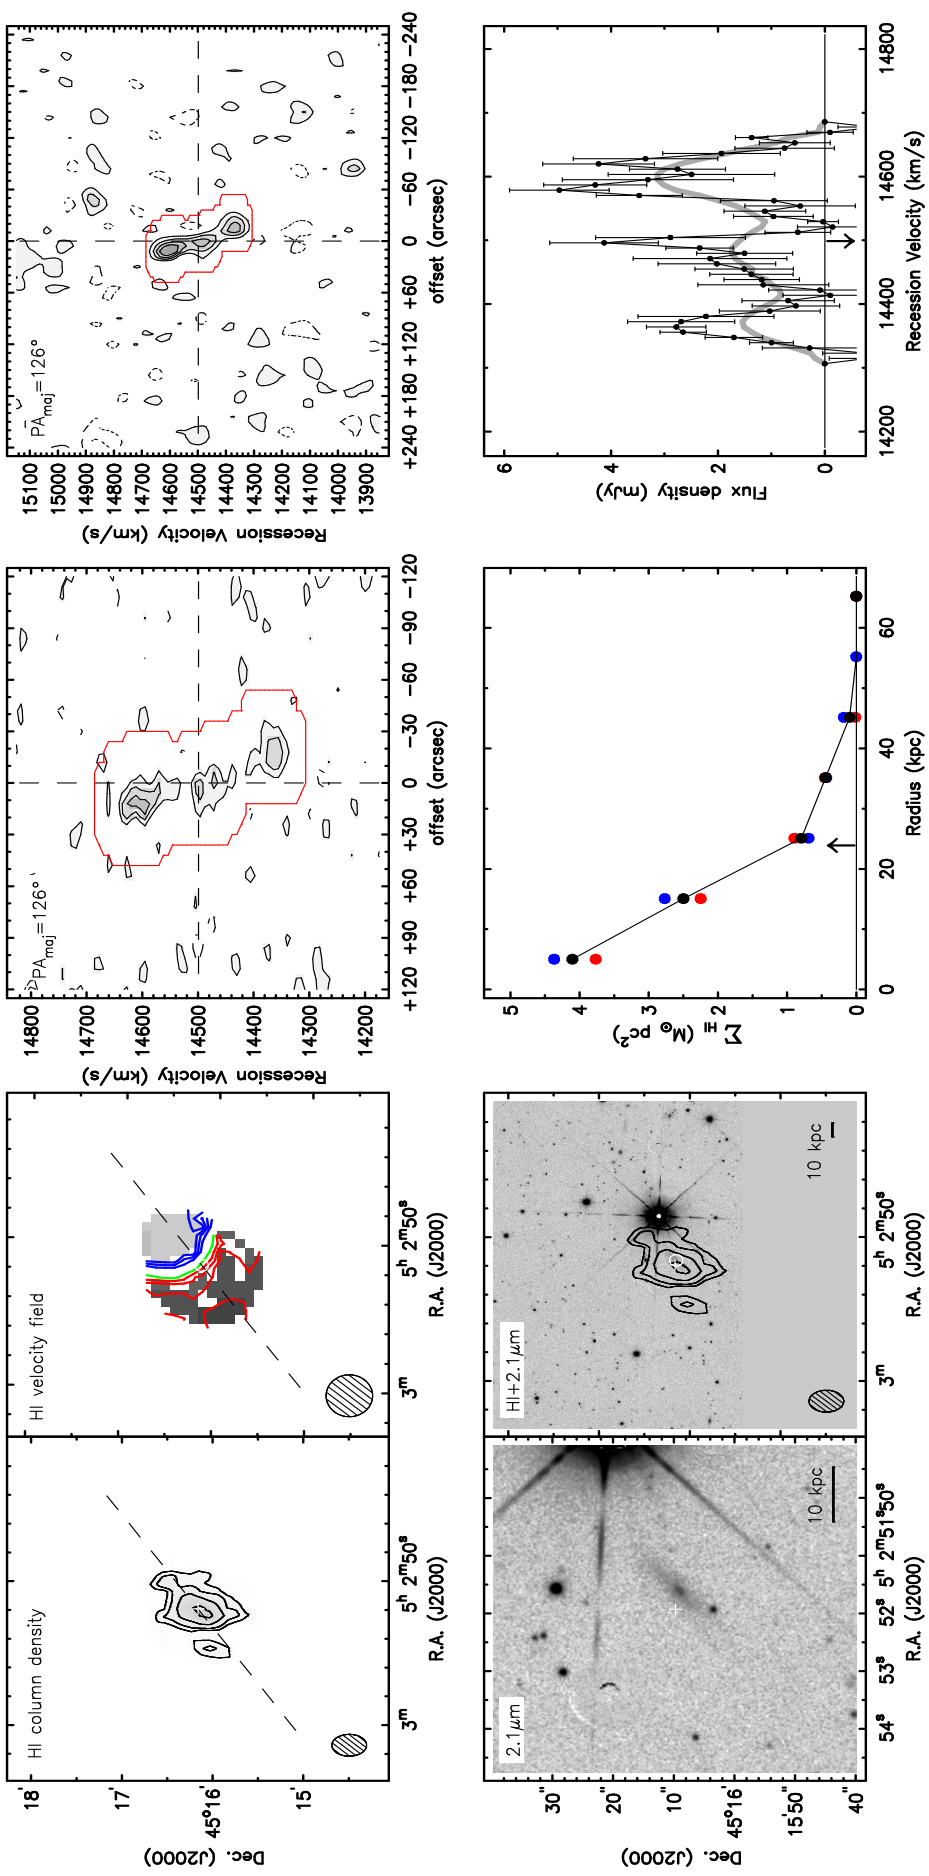 HI column density
18'
17'
45°16'
15'
Dec. (J2000)
3ᵐ
5ʰ 2ᵐ50ˢ
R.A. (J2000)
HI velocity field
3ᵐ
5ʰ 2ᵐ50ˢ
R.A. (J2000)
PAmaj=126°
14800
14700
14600
14500
14400
14300
14200
Recession Velocity (km/s)
+120 +90 +60 +30 0 −30 −60 −90 −120
offset (arcsec)
PAmaj=126°
15100
15000
14900
14800
14700
14600
14500
14400
14300
14200
14100
14000
13900
Recession Velocity (km/s)
+240 +180 +120 +60 0 −60 −120 −180 −240
offset (arcsec)
2.1μm
10 kpc
30"
20"
10"
45°16'
15'50"
40"
Dec. (J2000)
54ˢ 53ˢ 52ˢ 5ʰ 2ᵐ51ˢ 50ˢ
R.A. (J2000)
HI+2.1μm
10 kpc
3ᵐ
5ʰ 2ᵐ50ˢ
R.A. (J2000)
5
4
3
2
1
0
Σ HI (M⊙ pc²)
0 20 40 60
Radius (kpc)
6
4
2
0
Flux density (mJy)
14200 14400 14600 14800
Recession Velocity (km/s)